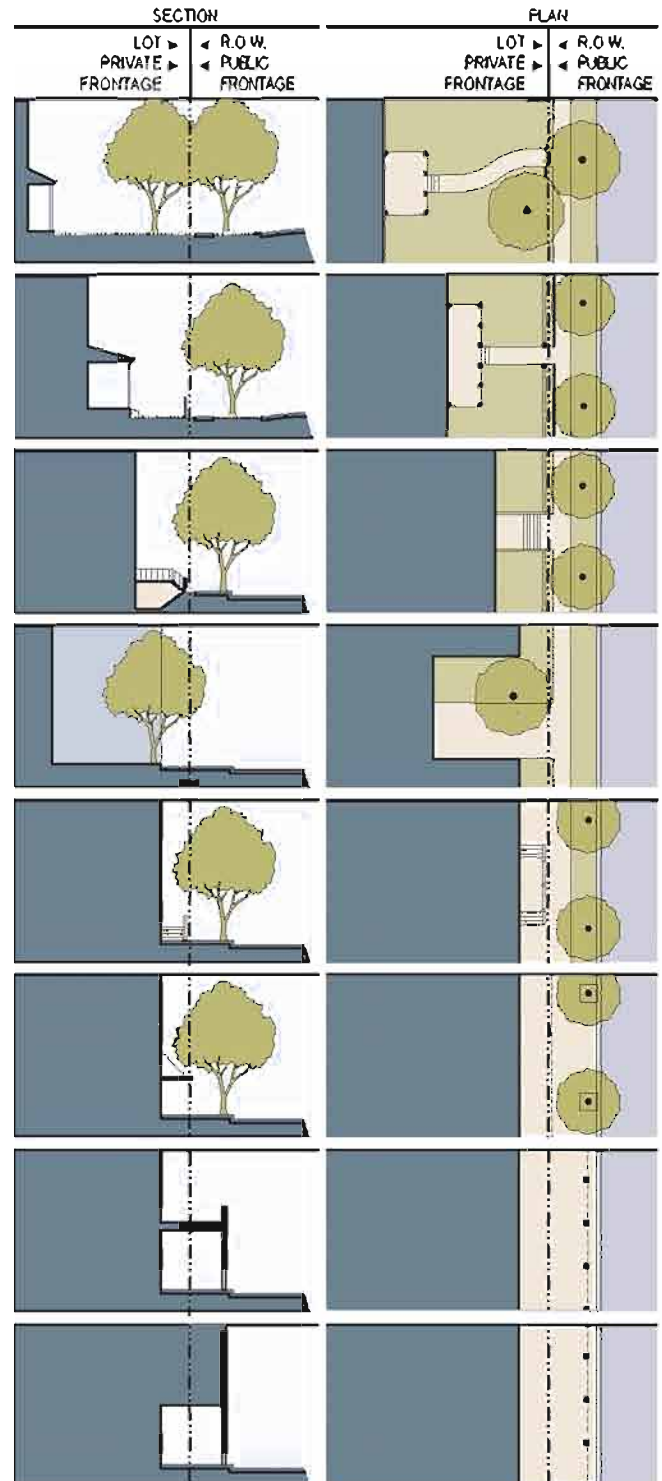 SECTION
LOT ► ◄ R.O.W.
PRIVATE ► ◄ PUBLIC
FRONTAGE FRONTAGE
PLAN
LOT ► ◄ R.O.W.
PRIVATE ► ◄ PUBLIC
FRONTAGE FRONTAGE